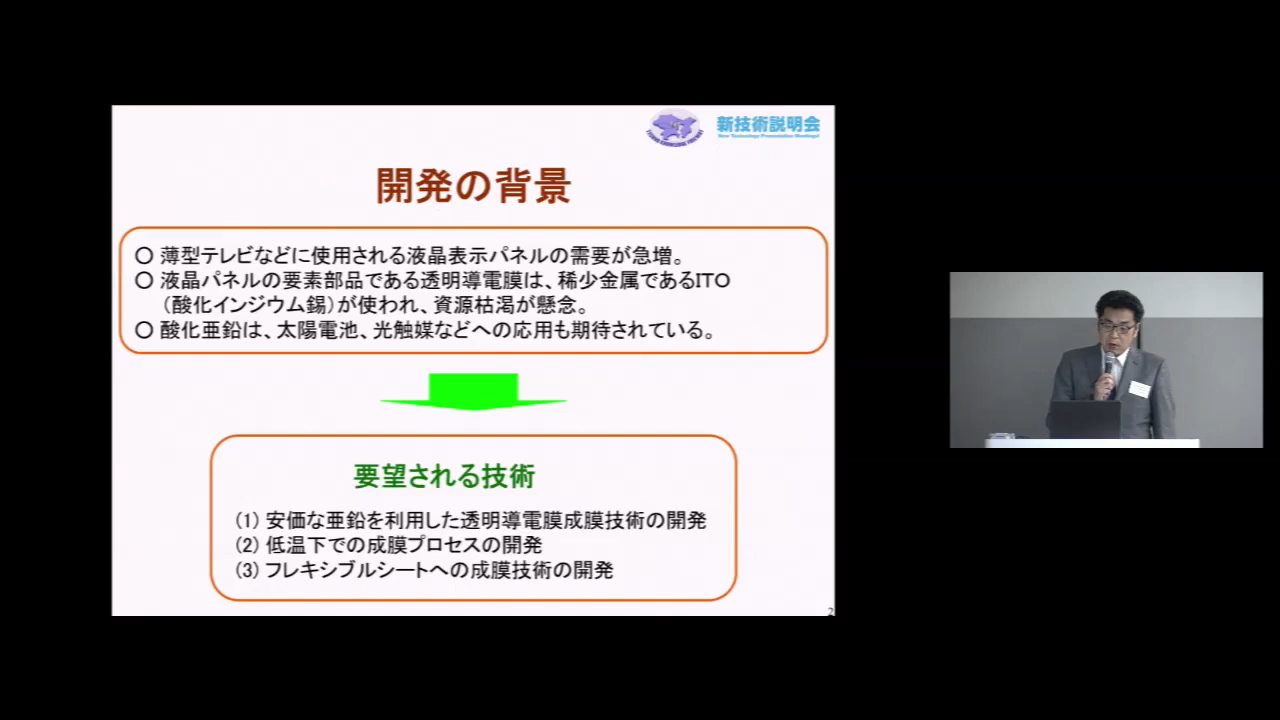 新技術説明会
New Technology Presentation Meetings!
開発の背景
○ 薄型テレビなどに使用される液晶表示パネルの需要が急増。
○ 液晶パネルの要素部品である透明導電膜は、稀少金属であるITO
（酸化インジウム錫）が使われ、資源枯渇が懸念。
○ 酸化亜鉛は、太陽電池、光触媒などへの応用も期待されている。
要望される技術
(1) 安価な亜鉛を利用した透明導電膜成膜技術の開発
(2) 低温下での成膜プロセスの開発
(3) フレキシブルシートへの成膜技術の開発
2